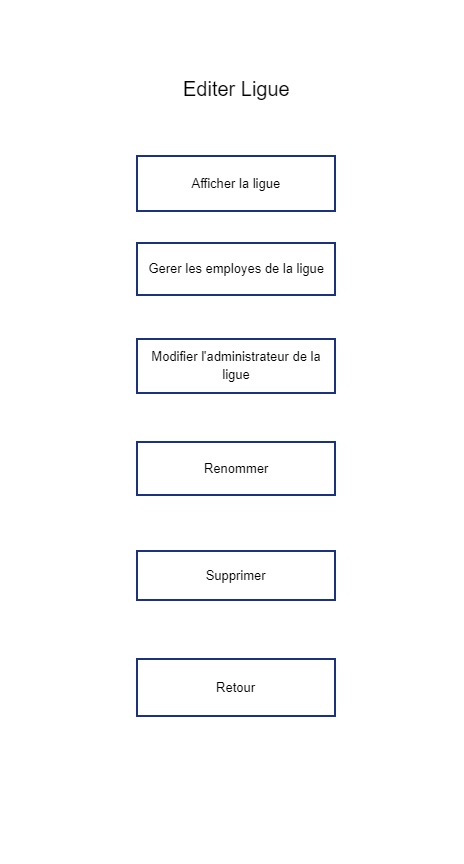 Editer Ligue
Afficher la ligue
Gerer les employes de la ligue
Modifier l'administrateur de la
ligue
Renommer
Supprimer
Retour